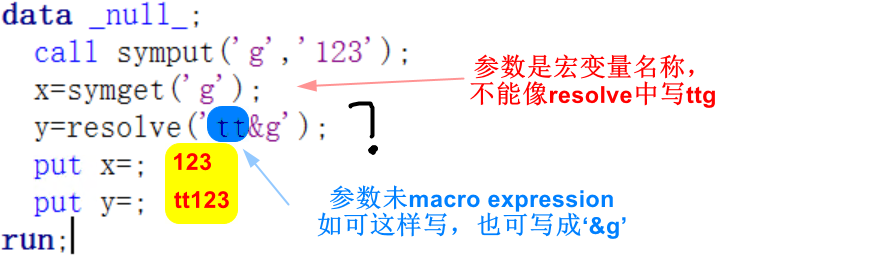 data _null_;
call symput('g','123');
x=symget('g');
y=resolve('tt&g');
put x=;
put y=;
run;
123
tt123
参数是宏变量名称,
不能像resolve中写ttg
?
参数未macro expression
如可这样写，也可写成‘&g’